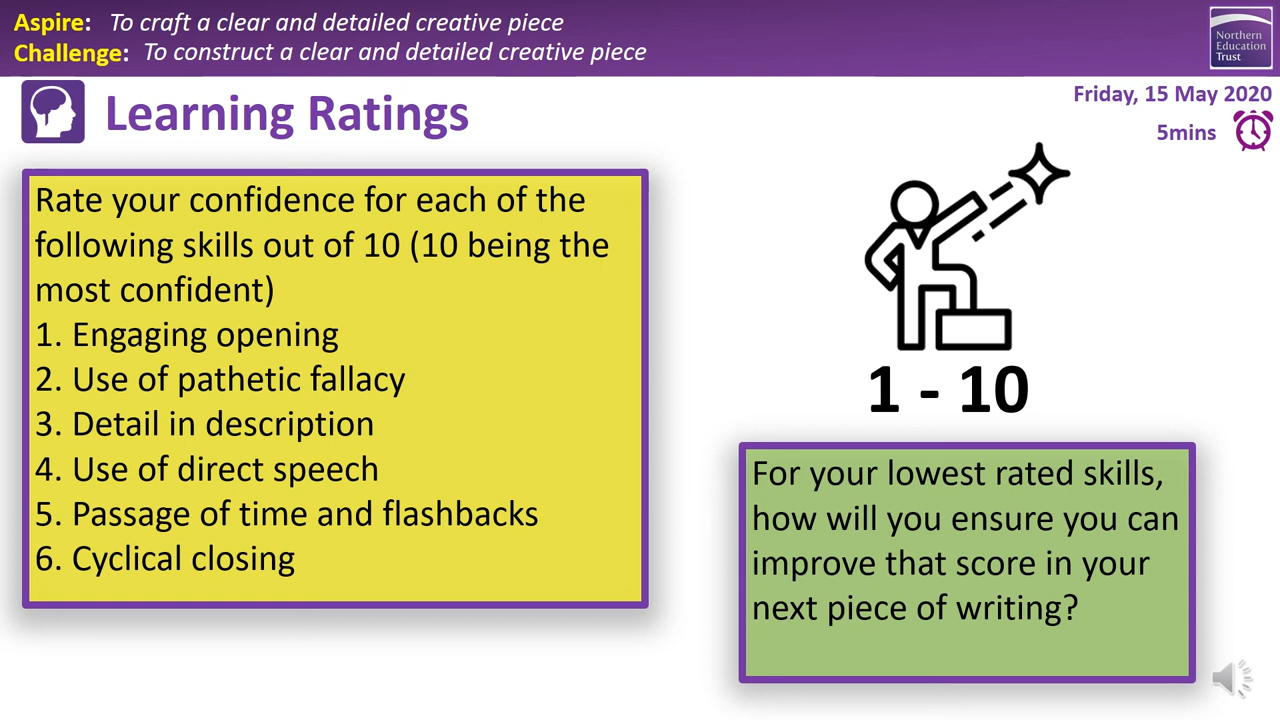 Aspire: To craft a clear and detailed creative piece
Challenge: To construct a clear and detailed creative piece
Northern
Education
Trust
Learning Ratings
Friday, 15 May 2020
5mins
Rate your confidence for each of the
following skills out of 10 (10 being the
most confident)
1. Engaging opening
2. Use of pathetic fallacy
3. Detail in description
4. Use of direct speech
5. Passage of time and flashbacks
6. Cyclical closing
1 - 10
For your lowest rated skills,
how will you ensure you can
improve that score in your
next piece of writing?